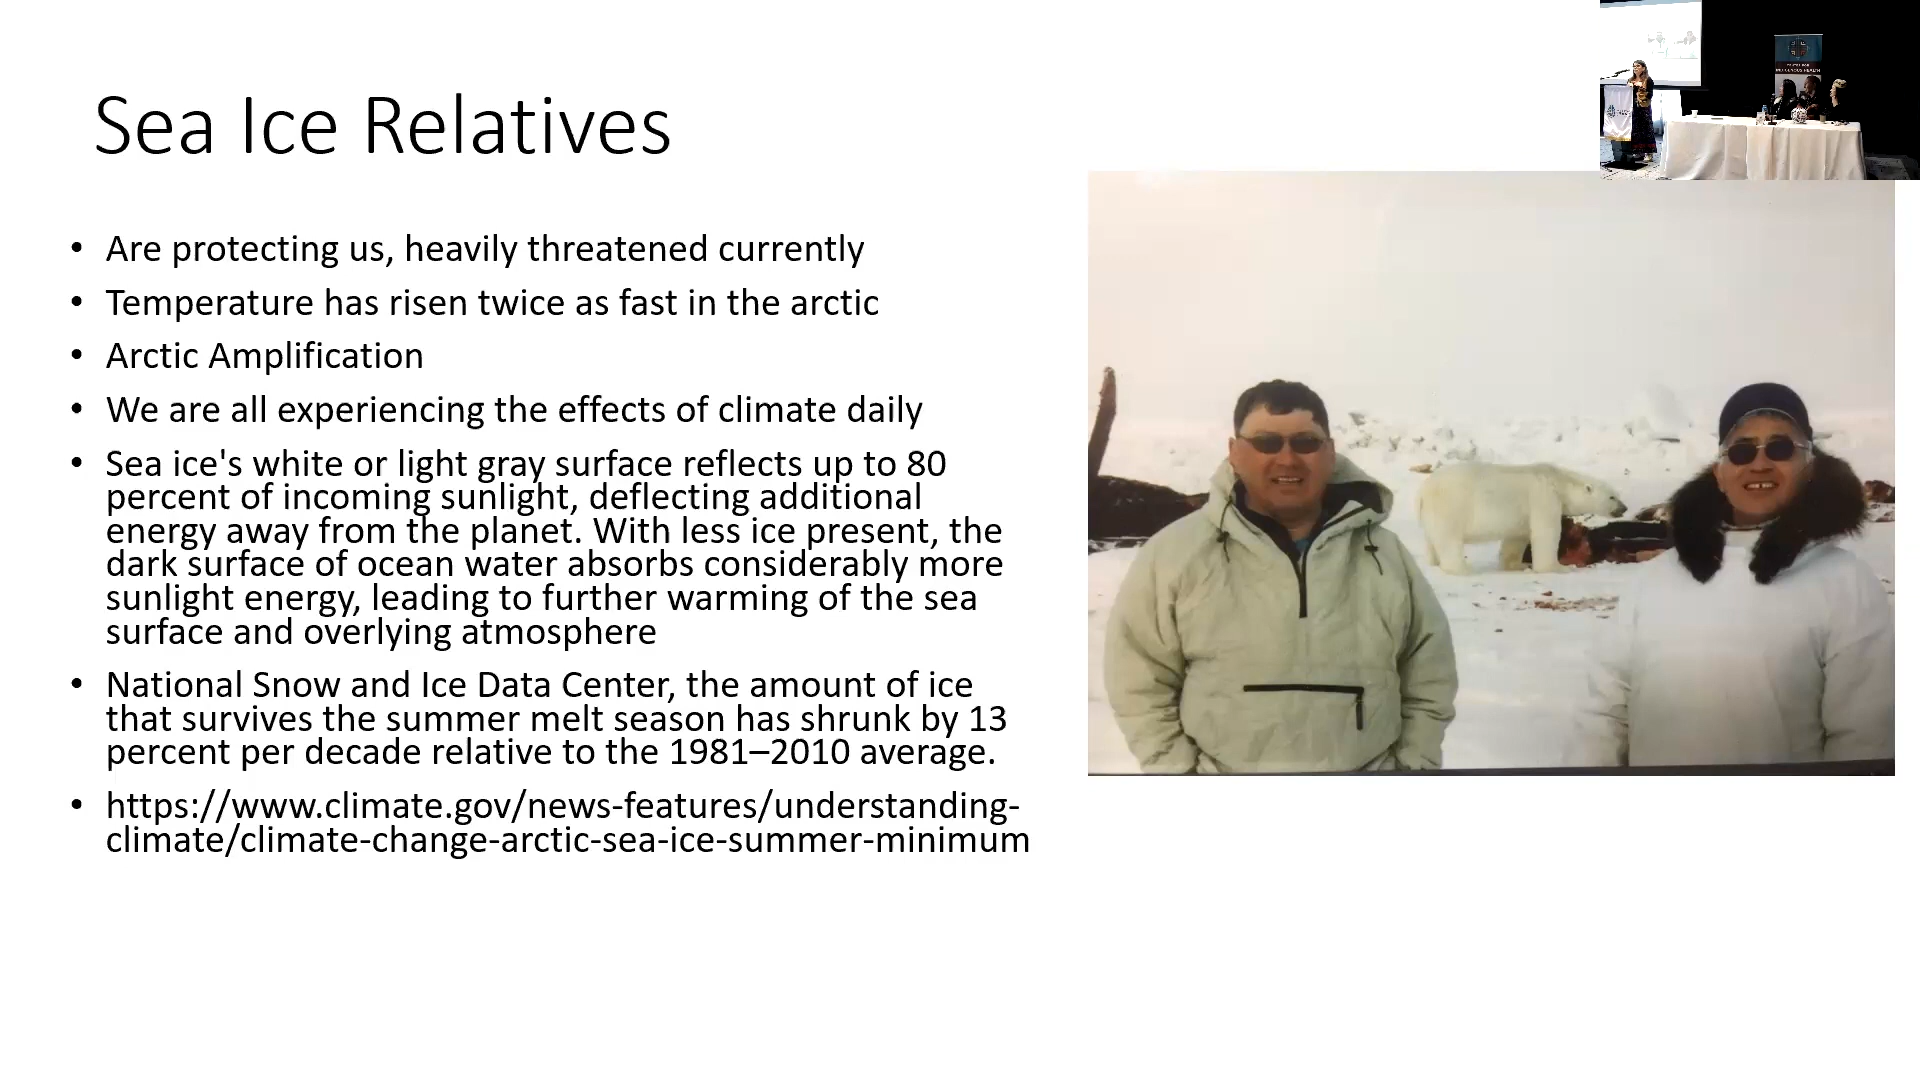 Sea Ice Relatives
• Are protecting us, heavily threatened currently
• Temperature has risen twice as fast in the arctic
• Arctic Amplification
• We are all experiencing the effects of climate daily
• Sea ice's white or light gray surface reflects up to 80
percent of incoming sunlight, deflecting additional
energy away from the planet. With less ice present, the
dark surface of ocean water absorbs considerably more
sunlight energy, leading to further warming of the sea
surface and overlying atmosphere
• National Snow and Ice Data Center, the amount of ice
that survives the summer melt season has shrunk by 13
percent per decade relative to the 1981–2010 average.
• https://www.climate.gov/news-features/understanding-
climate/climate-change-arctic-sea-ice-summer-minimum
INDIGENOUS HEALTH